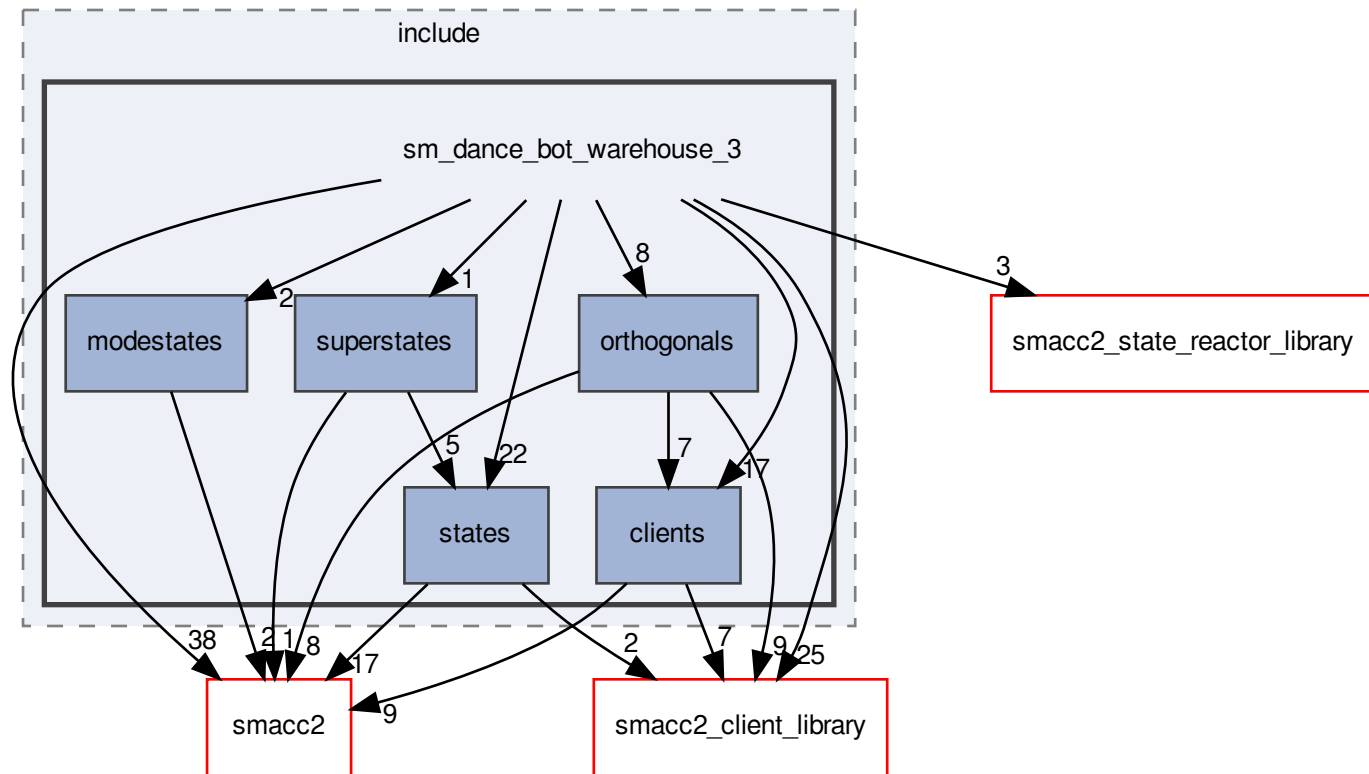 include
sm_dance_bot_warehouse_3
8
3
2
1
modestates
superstates
orthogonals
smacc2_state_reactor_library
5
22
7
17
states
clients
38
2
1
8
17
2
7
9
25
9
smacc2
smacc2_client_library